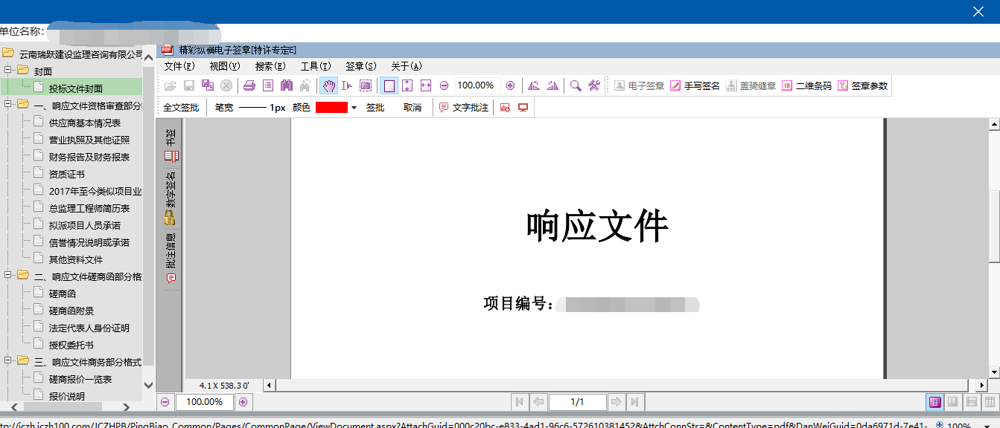 单位名称：
云南瑞跃建设监理咨询有限公司
封面
投标文件封面
一、响应文件资格审查部分
供应商基本情况表
营业执照及其他证照
财务报告及财务报表
资质证书
2017年至今类似项目业
总监理工程师简历表
拟派项目人员承诺
信誉情况说明或承诺
其他资料文件
二、响应文件磋商函部分格
磋商函
磋商函附录
法定代表人身份证明
授权委托书
三、响应文件商务部分格式
磋商报价一览表
报价说明
精彩纵横电子签章[特许专定E]
文件(F) 视图(V) 搜索(R) 工具(T) 签章(S) 关于(A)
100.00% 电子签章 手写签名 盖骑缝章 二维条码 签章参数
全文签批 笔宽 1px 颜色 签批 取消 文字批注
书签
数字签名
批注信息
响应文件
项目编号：
4.1 X 538.3 0'
100.00% 1/1
ttp://jczh.jczh100.com/JCZHPB/PingBiao_Common/Pages/CommonPage/ViewDocument.aspx?AttachGuid=000c20bc-e833-4ad1-96c6-572610381452&AttchConnStr=&ContentType=pdf&DanWeiGuid=0da6971d-7e41- 100%